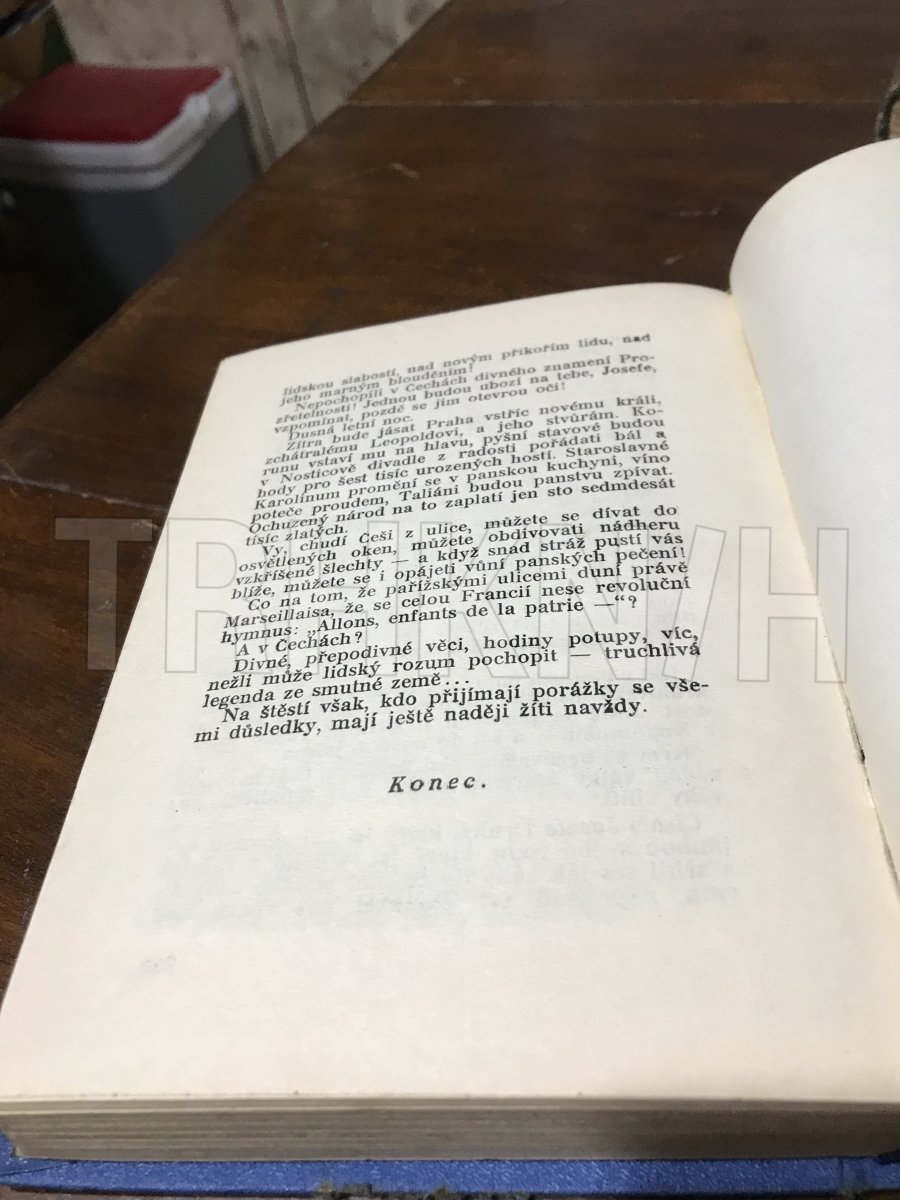 lidskou slabostí, nad novým příkořím lidu, nad
jeho marným blouděním!
Nepochopili v Čechách divného znamení Pro-
zřetelnosti! Jednou budou ubozí na tebe, Josefe,
vzpomínat, pozdě se jim otevrou oči!
Dusná letní noc.
Zítra bude jásat Praha vstříc novému králi,
zchátralému Leopoldovi, a jeho stvůrám. Ko-
runu vstaví mu na hlavu, pyšní stavové budou
v Nosticově divadle z radosti pořádati bál a
hody pro šest tisíc urozených hostí. Staroslavné
Karolinum promění se v panskou kuchyni, víno
poteče proudem, Taliáni budou panstvu zpívat.
Ochuzený národ na to zaplatí jen sto sedmdesát
tisíc zlatých.
Vy, chudí Češi z ulice, můžete se dívat do
osvětlených oken, můžete obdivovati nádheru
vzkříšené šlechty — a když snad stráž pustí vás
blíže, můžete se i opájeti vůní panských pečení!
Co na tom, že pařížskými ulicemi duní právě
Marseillaisa, že se celou Francií nese revoluční
hymnus: „Allons, enfants de la patrie —“?
A v Čechách?
Divné, přepodivné věci, hodiny potupy, víc,
nežli může lidský rozum pochopit — truchlivá
legenda ze smutné země...
Na štěstí však, kdo přijímají porážky se vše-
mi důsledky, mají ještě naději žíti navždy.
Konec.